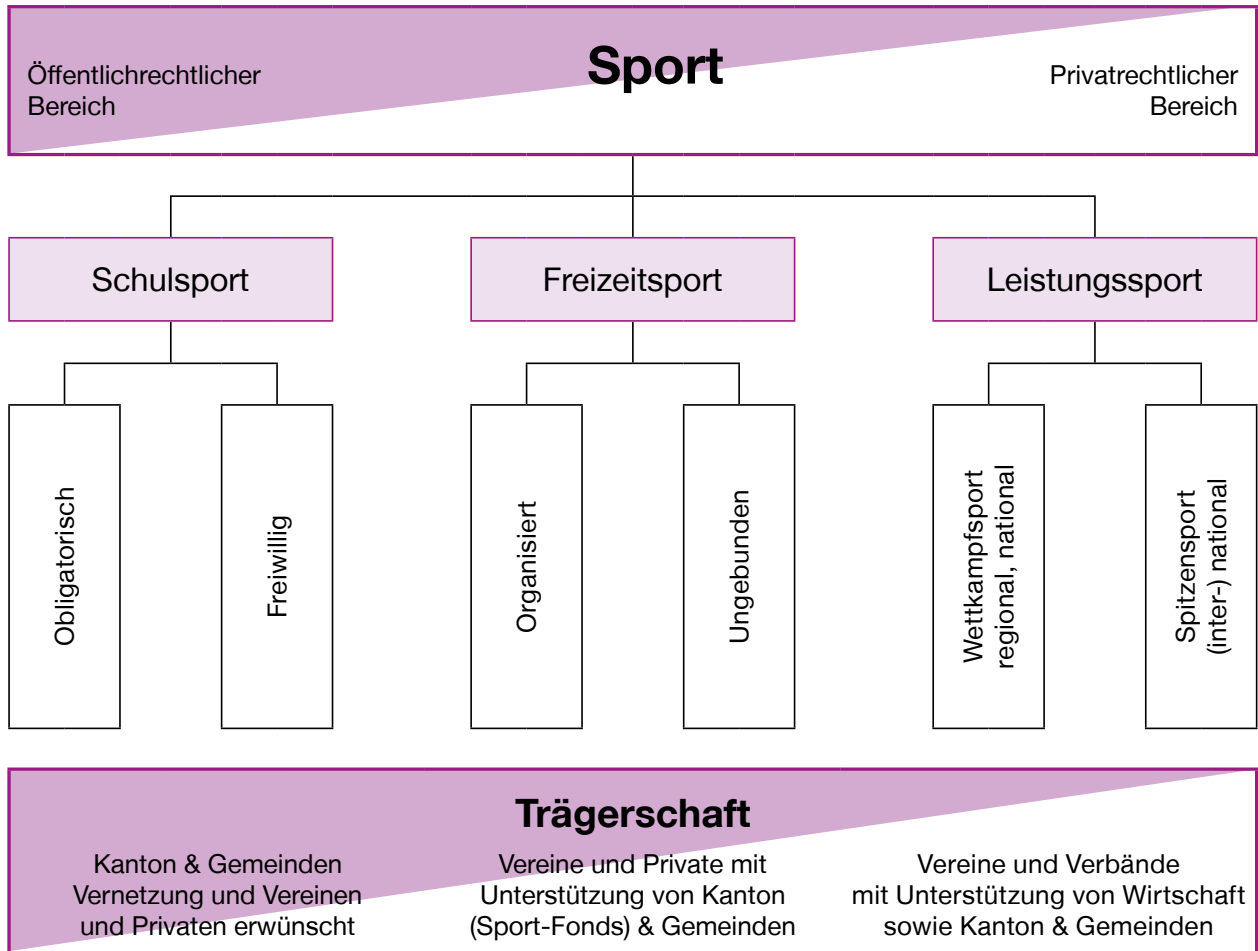 Sport
Öffentlichrechtlicher
Bereich
Privatrechtlicher
Bereich
Schulsport
Freizeitsport
Leistungssport
Obligatorisch
Freiwillig
Organisiert
Ungebunden
Wettkampfsport
regional, national
Spitzensport
(inter-) national
Trägerschaft
Kanton & Gemeinden
Vernetzung und Vereinen
und Privaten erwünscht
Vereine und Private mit
Unterstützung von Kanton
(Sport-Fonds) & Gemeinden
Vereine und Verbände
mit Unterstützung von Wirtschaft
sowie Kanton & Gemeinden